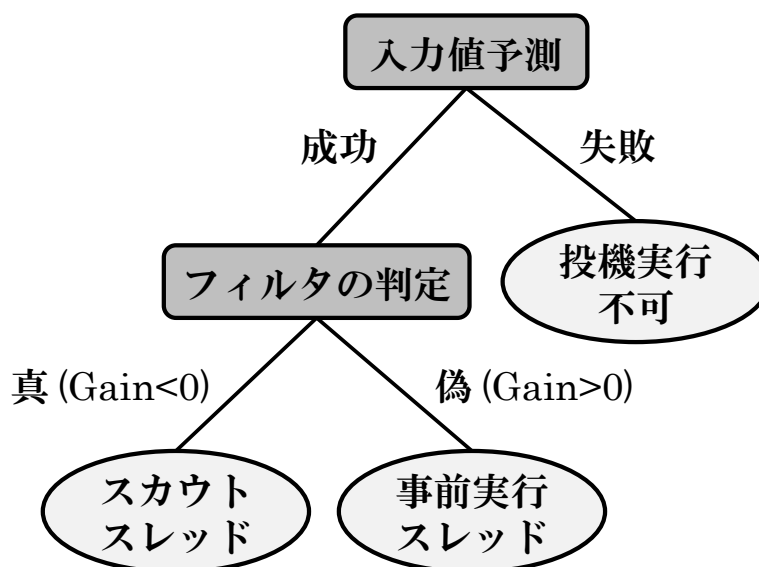 入力値予測
成功
失敗
フィルタの判定
投機実行
不可
真 (Gain<0)
偽 (Gain>0)
スカウト
スレッド
事前実行
スレッド